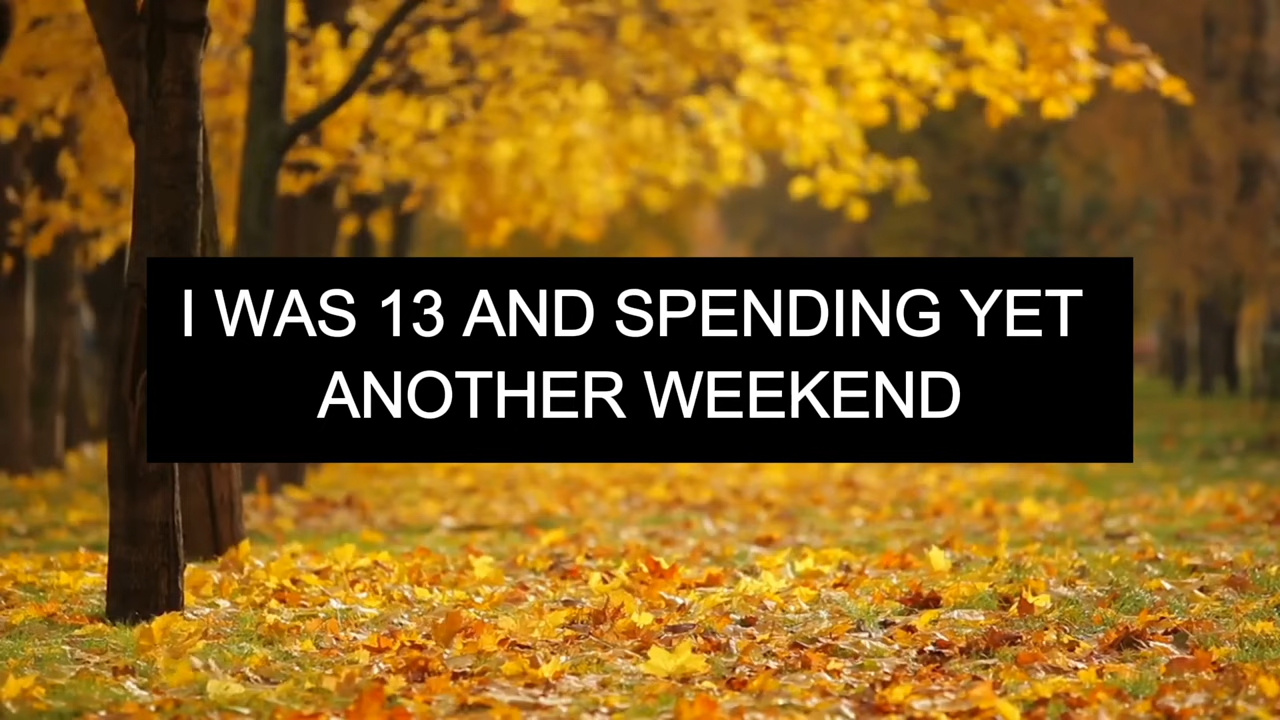 I WAS 13 AND SPENDING YET
ANOTHER WEEKEND